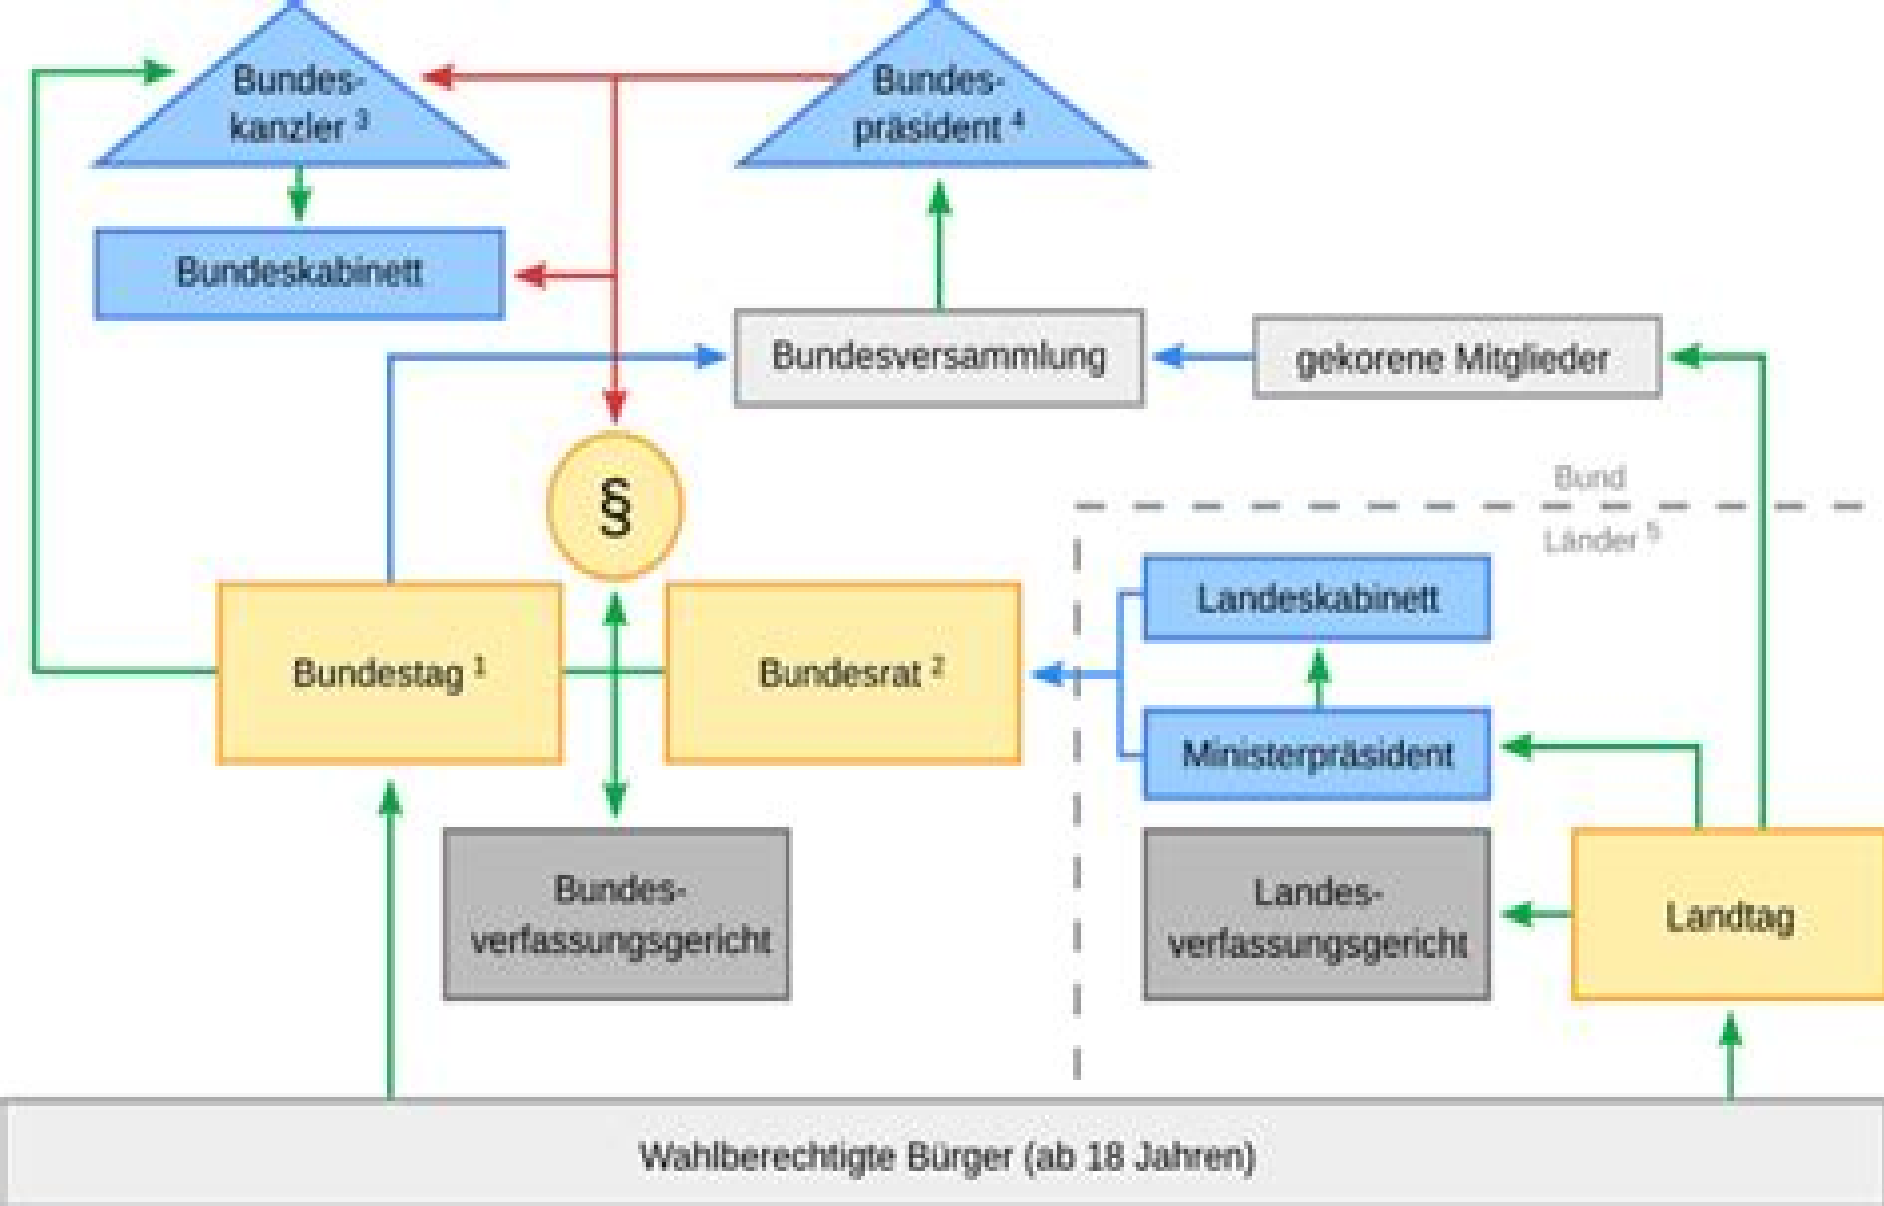 Bundes-
kanzler 3
Bundes-
präsident 4
Bundeskabinett
Bundesversammlung
gekorene Mitglieder
§
Bund
Länder 5
Landeskabinett
Bundestag 1
Bundesrat 2
Ministerpräsident
Bundes-
verfassungsgericht
Landes-
verfassungsgericht
Landtag
Wahlberechtigte Bürger (ab 18 Jahren)